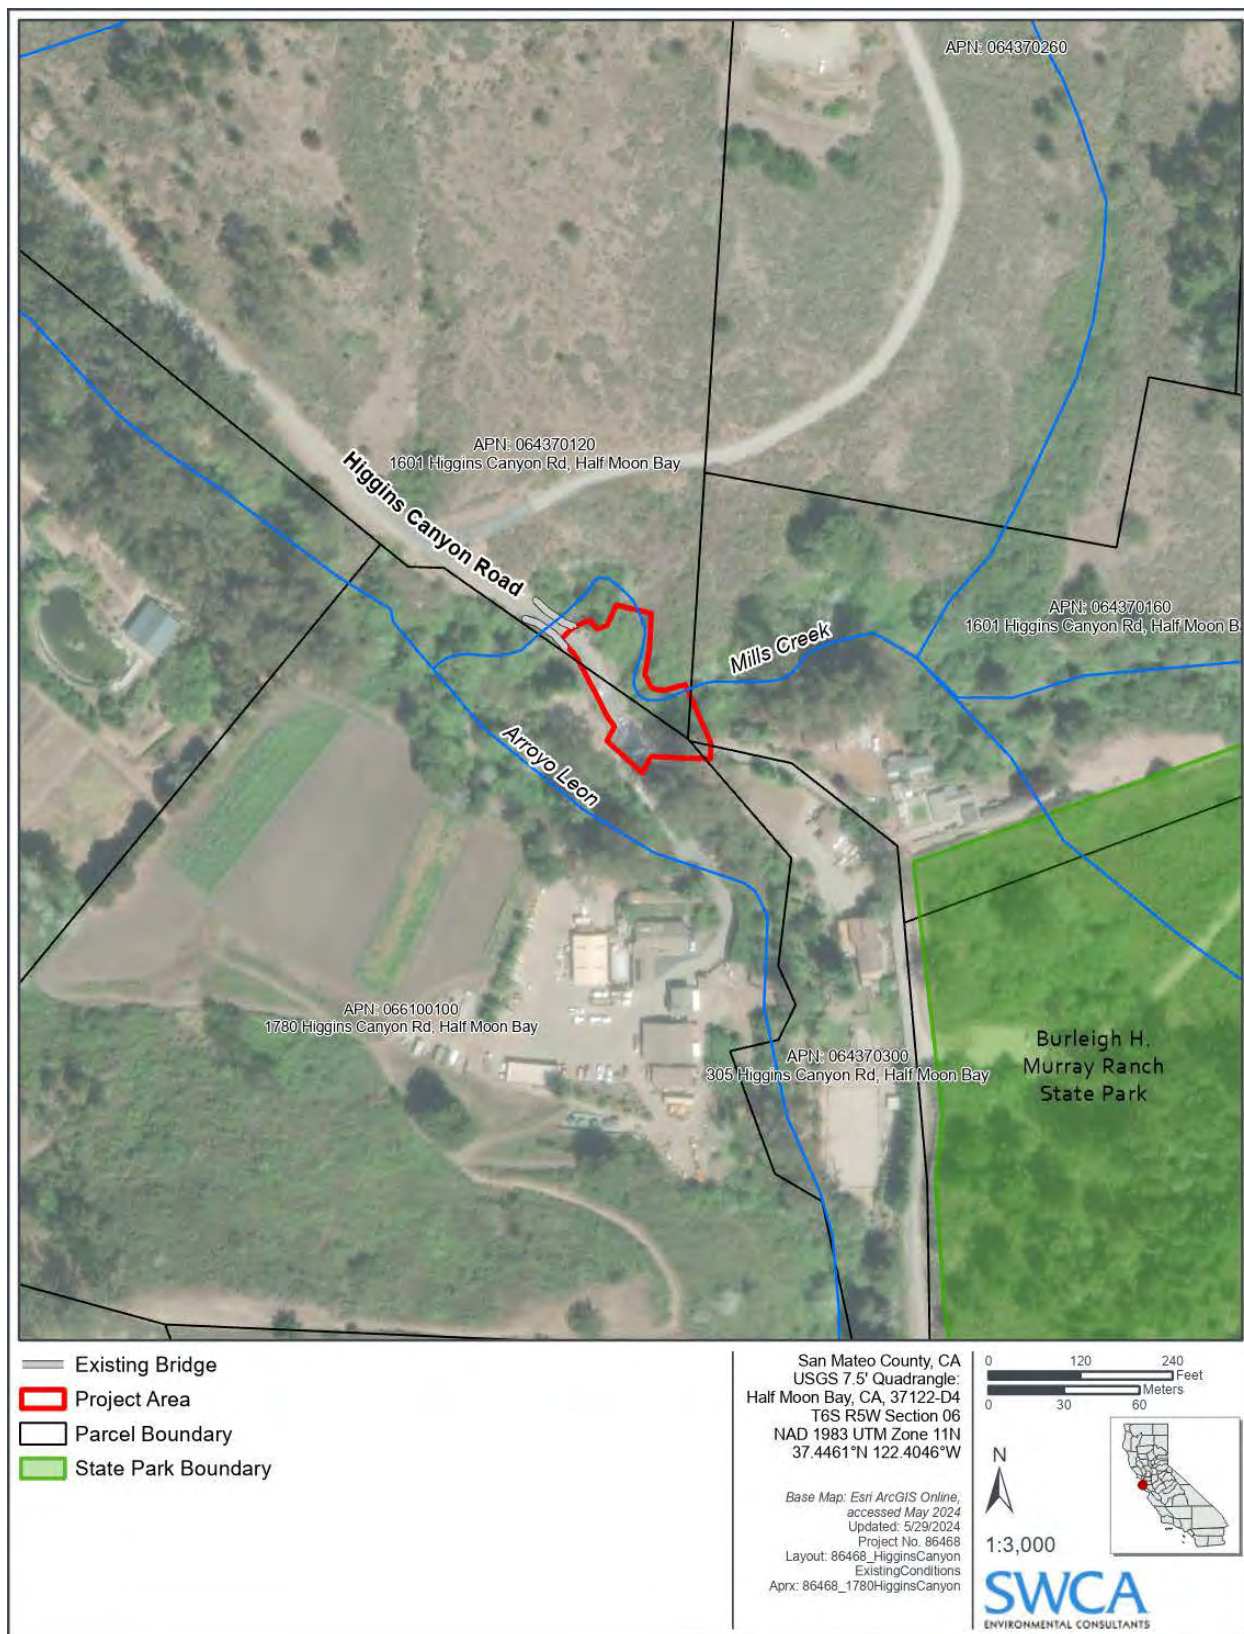 APN: 064370260
APN: 064370120
1601 Higgins Canyon Rd, Half Moon Bay
Higgins Canyon Road
APN: 064370160
1601 Higgins Canyon Rd, Half Moon B
Mills Creek
Arroyo Leon
APN: 066100100
1780 Higgins Canyon Rd, Half Moon Bay
APN: 064370300
305 Higgins Canyon Rd, Half Moon Bay
Burleigh H.
Murray Ranch
State Park
Existing Bridge
Project Area
Parcel Boundary
State Park Boundary
San Mateo County, CA
USGS 7.5' Quadrangle:
Half Moon Bay, CA, 37122-D4
T6S R5W Section 06
NAD 1983 UTM Zone 11N
37.4461°N 122.4046°W
Base Map: Esri ArcGIS Online,
accessed May 2024
Updated: 5/29/2024
Project No. 86468
Layout: 86468_HigginsCanyon
ExistingConditions
Aprx: 86468_1780HigginsCanyon
0 120 240
Feet
Meters
0 30 60
N
1:3,000
SWCA
ENVIRONMENTAL CONSULTANTS